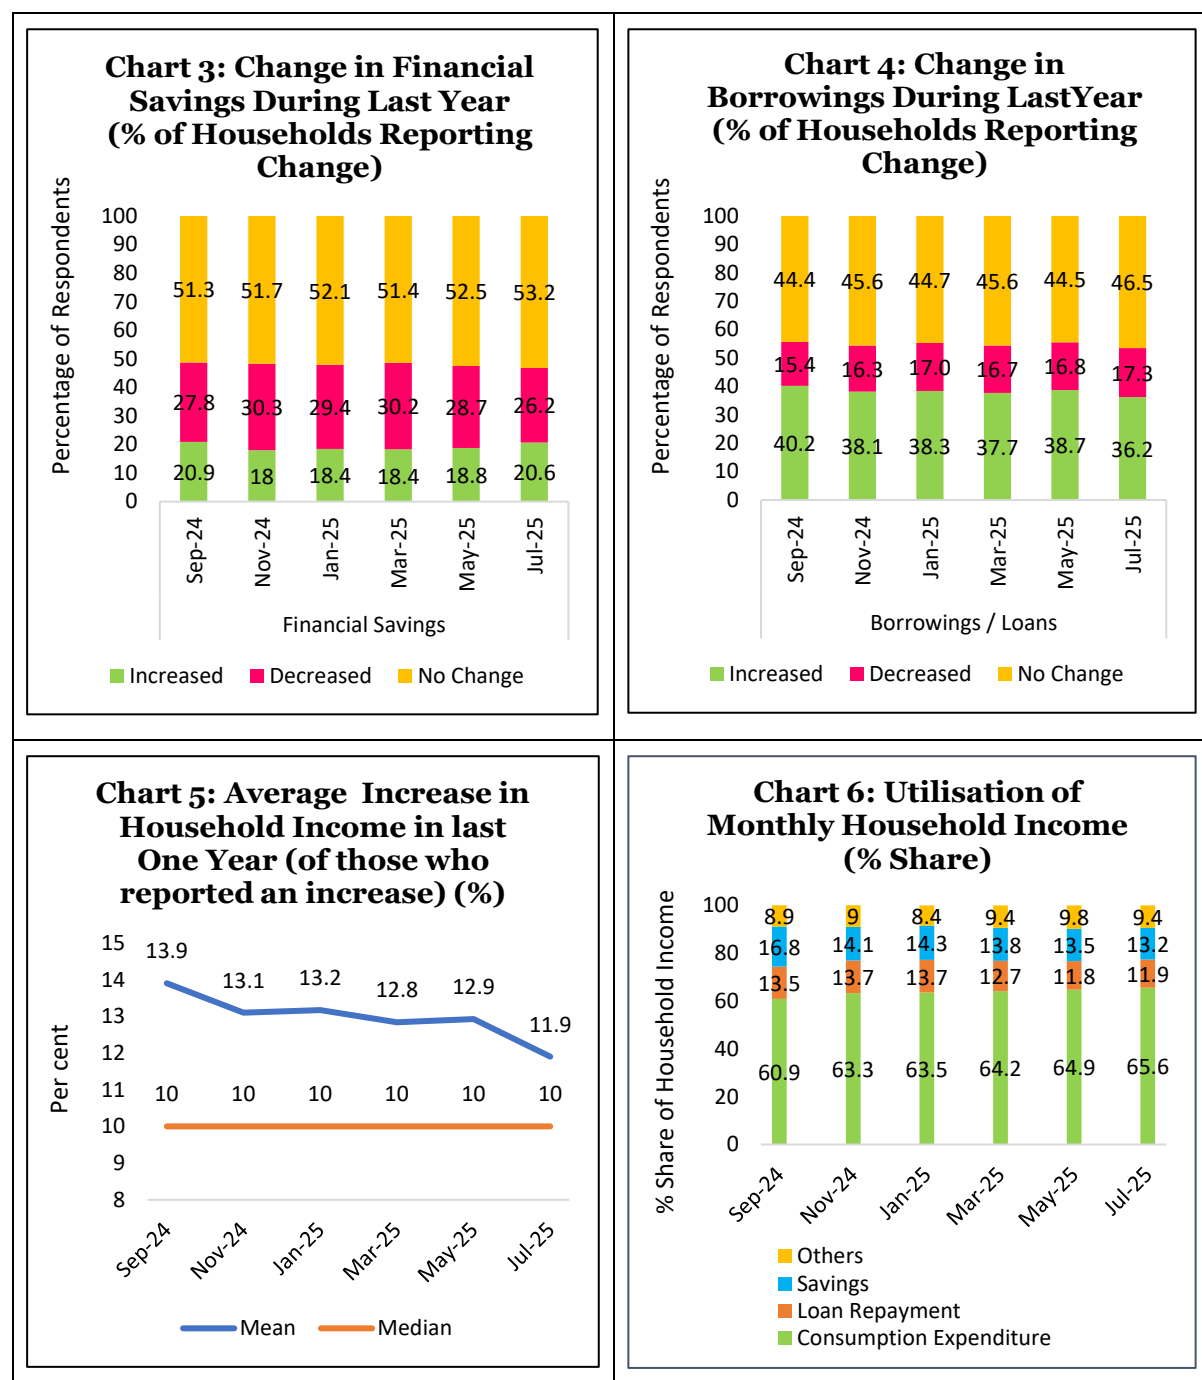 Chart 3: Change in Financial
Savings During Last Year
(% of Households Reporting
Change)
Percentage of Respondents
100
90
80
70
60
50
40
30
20
10
0
51.3 51.7 52.1 51.4 52.5 53.2
27.8 30.3 29.4 30.2 28.7 26.2
20.9 18 18.4 18.4 18.8 20.6
Sep-24 Nov-24 Jan-25 Mar-25 May-25 Jul-25
Financial Savings
Increased Decreased No Change
Chart 4: Change in
Borrowings During LastYear
(% of Households Reporting
Change)
Percentage of Respondents
100
90
80
70
60
50
40
30
20
10
0
44.4 45.6 44.7 45.6 44.5 46.5
15.4 16.3 17.0 16.7 16.8 17.3
40.2 38.1 38.3 37.7 38.7 36.2
Sep-24 Nov-24 Jan-25 Mar-25 May-25 Jul-25
Borrowings / Loans
Increased Decreased No Change
Chart 5: Average Increase in
Household Income in last
One Year (of those who
reported an increase) (%)
Per cent
15
14
13
12
11
10
9
8
13.9 13.1 13.2 12.8 12.9 11.9
10 10 10 10 10 10
Sep-24 Nov-24 Jan-25 Mar-25 May-25 Jul-25
Mean Median
Chart 6: Utilisation of
Monthly Household Income
(% Share)
% Share of Household Income
100
80
60
40
20
0
8.9 9 8.4 9.4 9.8 9.4
16.8 14.1 14.3 13.8 13.5 13.2
13.5 13.7 13.7 12.7 11.8 11.9
60.9 63.3 63.5 64.2 64.9 65.6
Sep-24 Nov-24 Jan-25 Mar-25 May-25 Jul-25
Others
Savings
Loan Repayment
Consumption Expenditure